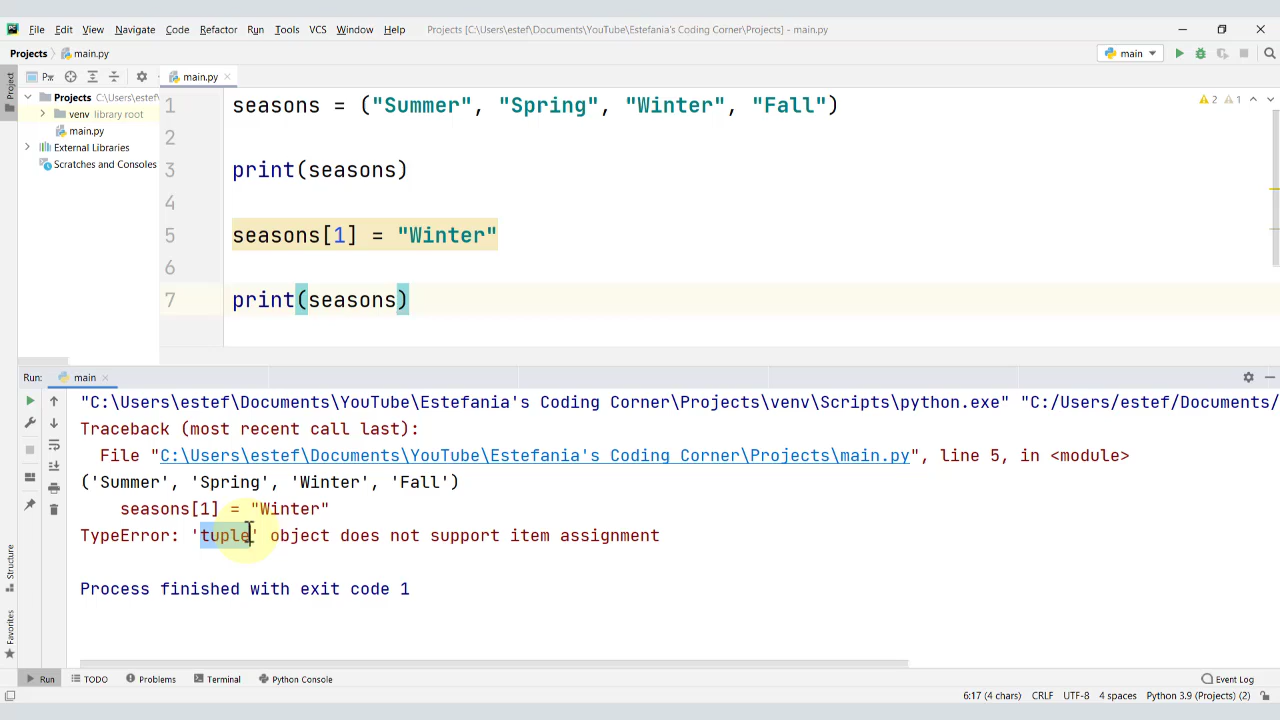 File Edit View Navigate Code Refactor Run Tools VCS Window Help Projects [C:\Users\estef\Documents\YouTube\Estefania's Coding Corner\Projects] - main.py
Projects main.py main
Project
Structure
Favorites
main.py
Projects C:\Users\estef\
venv library root
main.py
External Libraries
Scratches and Consoles
1 seasons = ("Summer", "Spring", "Winter", "Fall")
2
3 print(seasons)
4
5 seasons[1] = "Winter"
6
7 print(seasons)
2 1
Run: main
"C:\Users\estef\Documents\YouTube\Estefania's Coding Corner\Projects\venv\Scripts\python.exe" "C:/Users/estef/Documents/
Traceback (most recent call last):
File "C:\Users\estef\Documents\YouTube\Estefania's Coding Corner\Projects\main.py", line 5, in <module>
('Summer', 'Spring', 'Winter', 'Fall')
seasons[1] = "Winter"
TypeError: 'tuple' object does not support item assignment
Process finished with exit code 1
Run TODO Problems Terminal Python Console Event Log
6:17 (4 chars) CRLF UTF-8 4 spaces Python 3.9 (Projects) (2)